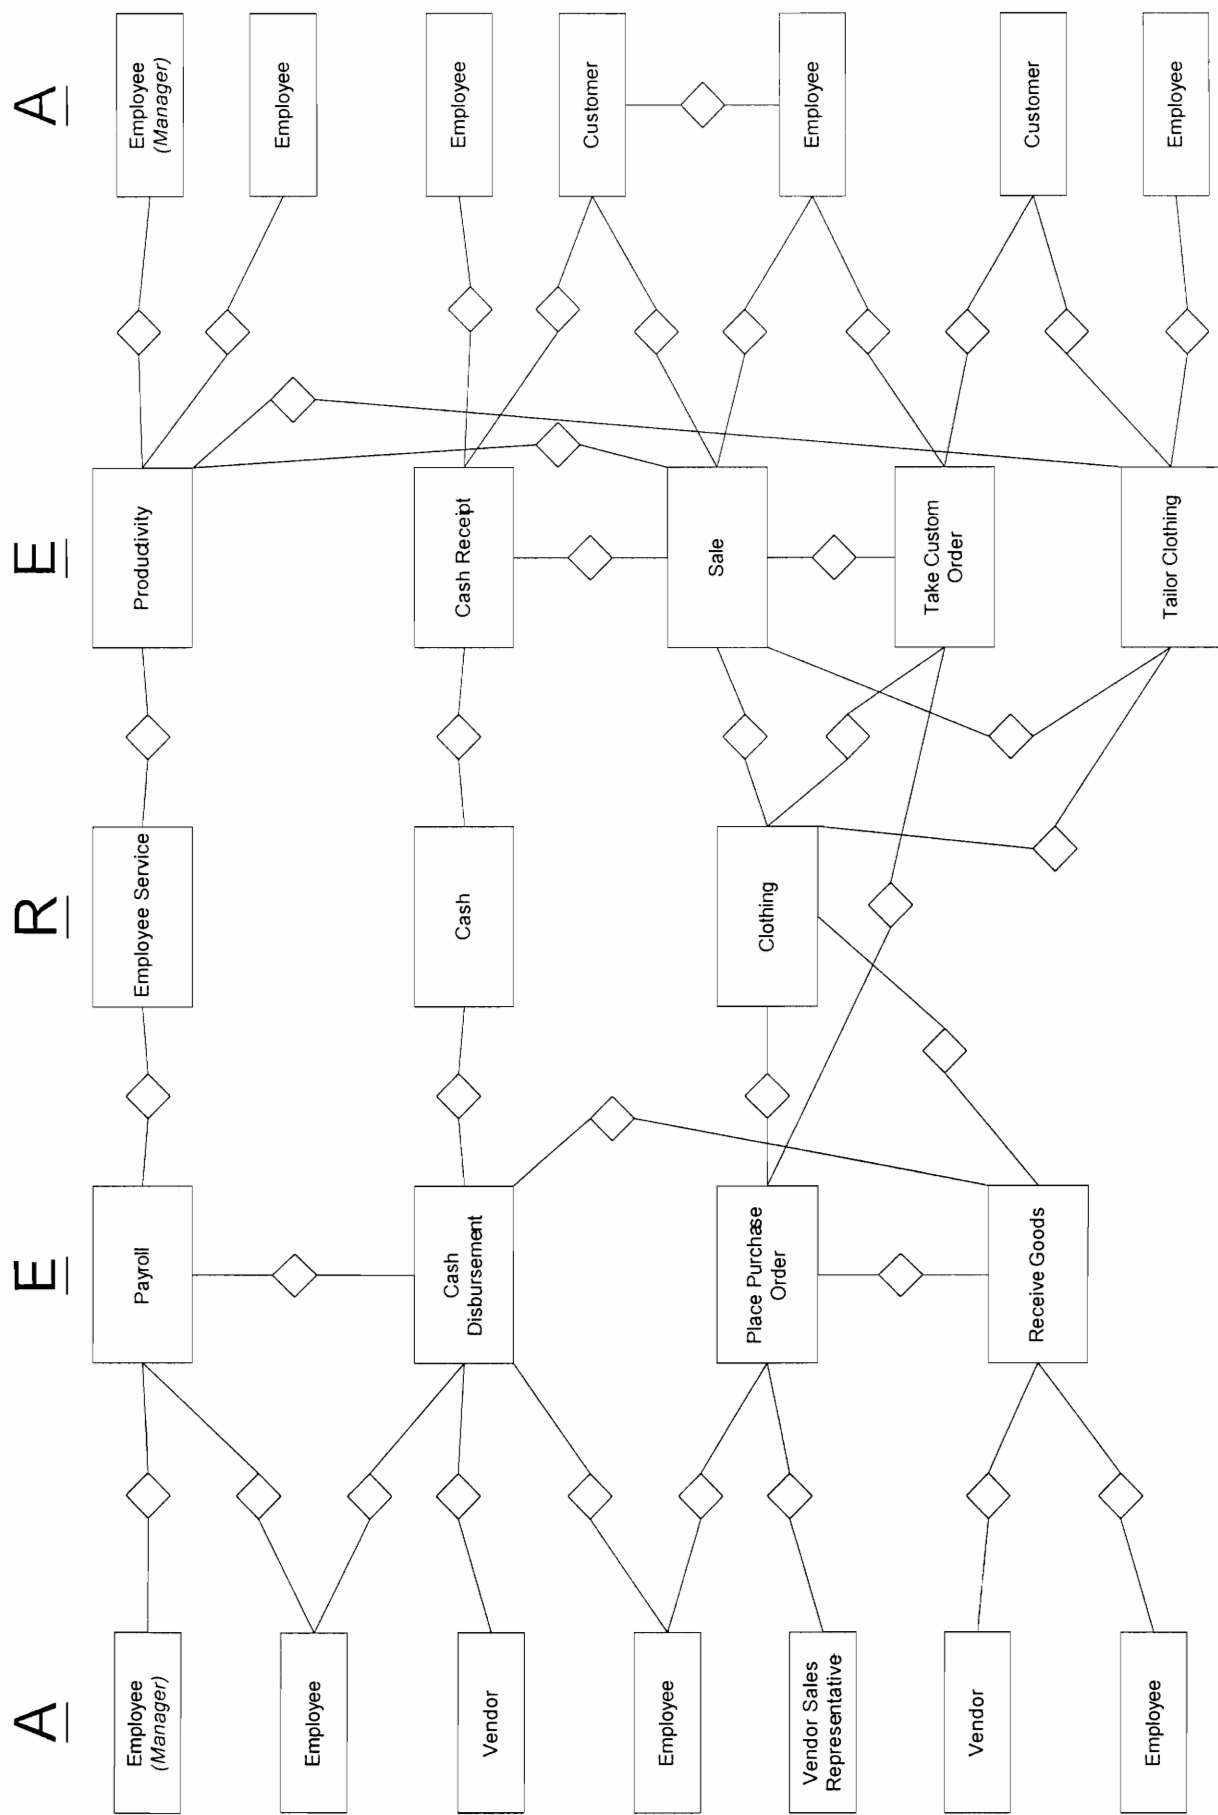 A
E
R
E
A
Employee
(Manager)
Employee
Vendor
Employee
Vendor Sales
Representative
Vendor
Employee
Payroll
Cash
Disbursement
Place Purchase
Order
Receive Goods
Employee Service
Cash
Clothing
Productivity
Cash Receipt
Sale
Take Custom
Order
Tailor Clothing
Employee
(Manager)
Employee
Employee
Customer
Employee
Customer
Employee